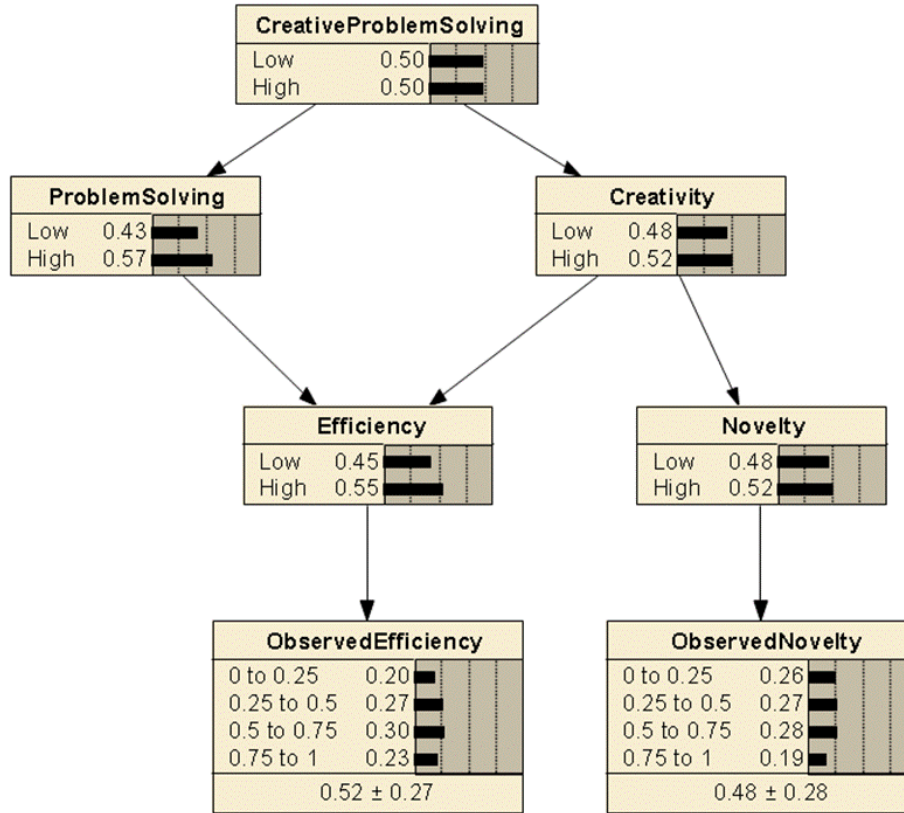 CreativeProblemSolving
Low 0.50
High 0.50
ProblemSolving
Low 0.43
High 0.57
Creativity
Low 0.48
High 0.52
Efficiency
Low 0.45
High 0.55
Novelty
Low 0.48
High 0.52
ObservedEfficiency
0 to 0.25 0.20
0.25 to 0.5 0.27
0.5 to 0.75 0.30
0.75 to 1 0.23
0.52 ± 0.27
ObservedNovelty
0 to 0.25 0.26
0.25 to 0.5 0.27
0.5 to 0.75 0.28
0.75 to 1 0.19
0.48 ± 0.28